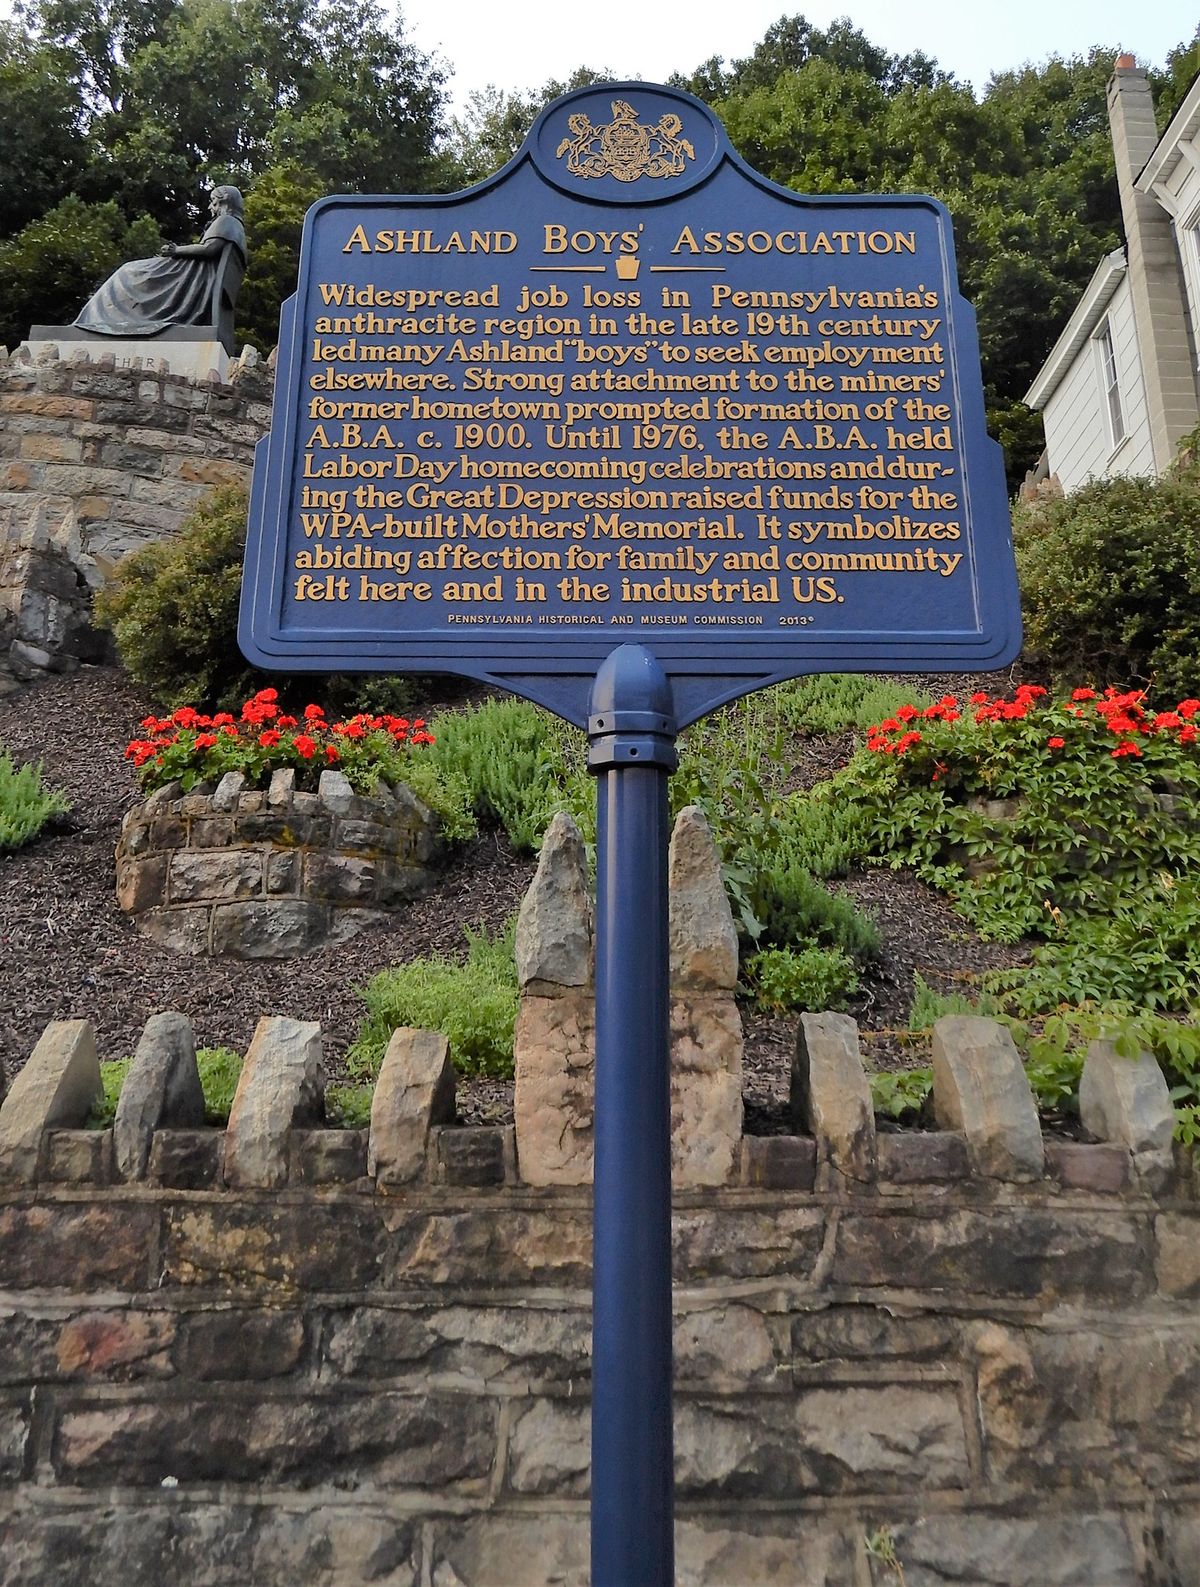 Ashland Boys' Association
Widespread job loss in Pennsylvania's
anthracite region in the late 19th century
led many Ashland "boys" to seek employment
elsewhere. Strong attachment to the miners'
former hometown prompted formation of the
A.B.A. c. 1900. Until 1976, the A.B.A. held
Labor Day homecoming celebrations and dur-
ing the Great Depression raised funds for the
WPA-built Mothers' Memorial. It symbolizes
abiding affection for family and community
felt here and in the industrial US.
Pennsylvania Historical and Museum Commission 2013©